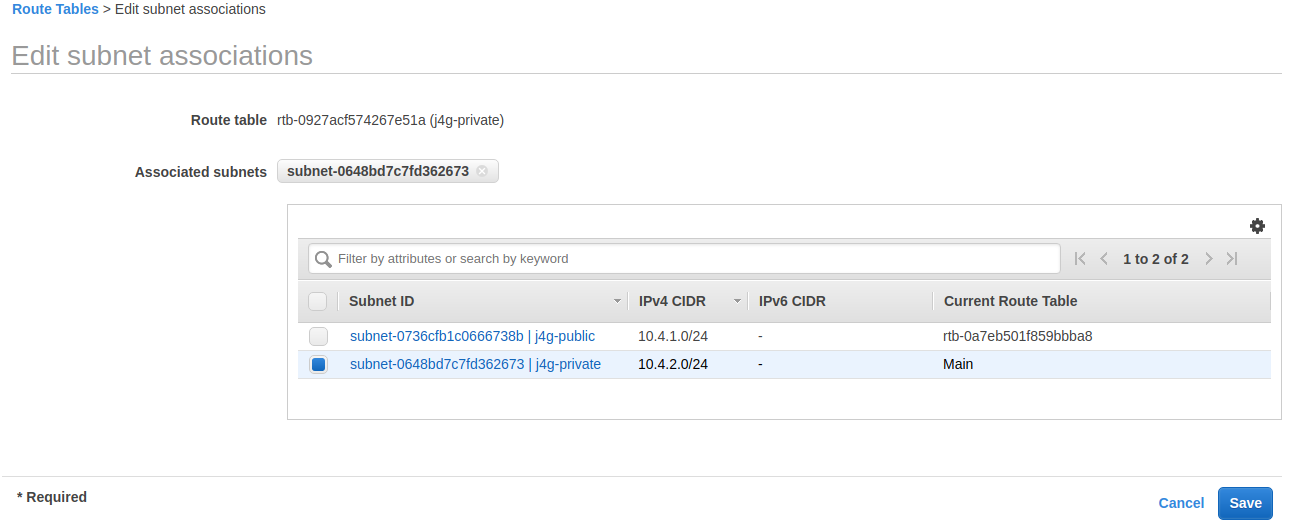 Route Tables > Edit subnet associations
Edit subnet associations
Route table rtb-0927acf574267e51a (j4g-private)
Associated subnets subnet-0648bd7c7fd362673
Filter by attributes or search by keyword 1 to 2 of 2
Subnet ID IPv4 CIDR IPv6 CIDR Current Route Table
subnet-0736cfb1c0666738b | j4g-public 10.4.1.0/24 - rtb-0a7eb501f859bbba8
subnet-0648bd7c7fd362673 | j4g-private 10.4.2.0/24 - Main
* Required Cancel Save